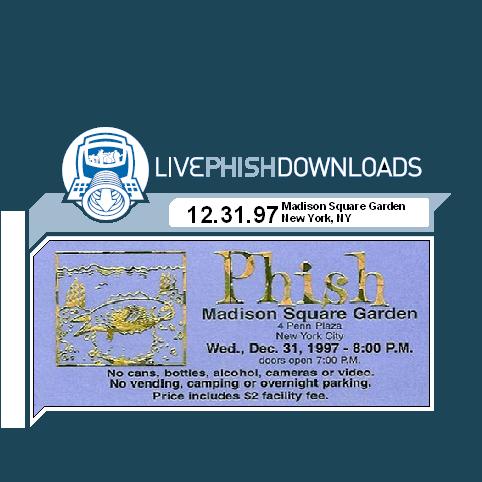 LIVEPHISHDOWNLOADS
12.31.97 Madison Square Garden
New York, NY
Phish
Madison Square Garden
4 Penn Plaza
New York City
Wed., Dec. 31, 1997 - 8:00 P.M.
doors open 7:00 P.M.
No cans, bottles, alcohol, cameras or video.
No vending, camping or overnight parking.
Price includes $2 facility fee.